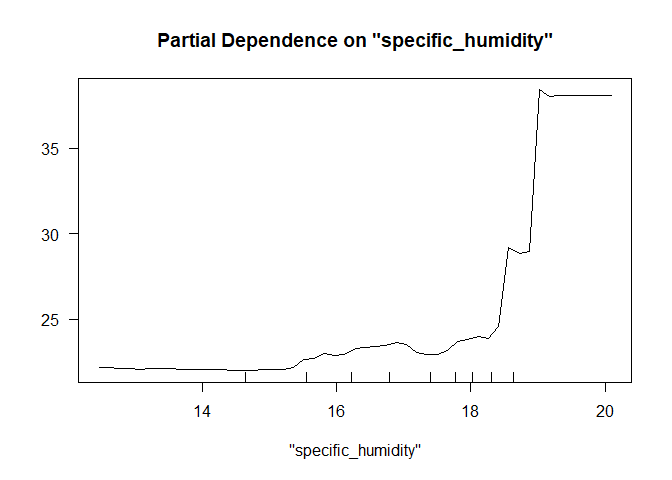 Partial Dependence on "specific_humidity"
35
30
25
14 16 18 20
"specific_humidity"